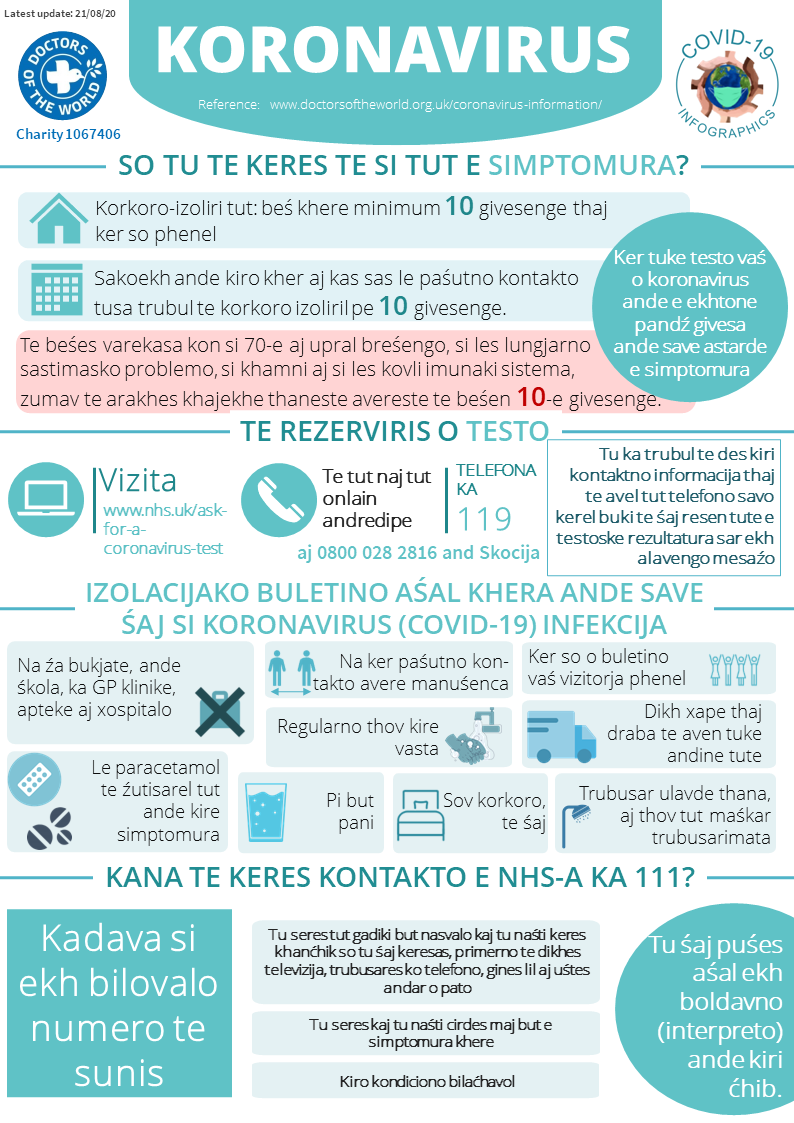 Latest update: 21/08/20
DOCTORS OF THE WORLD
Charity 1067406
KORONAVIRUS
Reference: www.doctorsoftheworld.org.uk/coronavirus-information/
COVID-19
INFOGRAPHICS
SO TU TE KERES TE SI TUT E SIMPTOMURA?
Korkoro-izoliri tut: beś khere minimum 10 givesenge thaj
ker so phenel
Sakoekh ande kiro kher aj kas sas le paśutno kontakto
tusa trubul te korkoro izoliril pe 10 givesenge.
Te beśes varekasa kon si 70-e aj upral breśengo, si les lungjarno
sastimasko problemo, si khamni aj si les kovli imunaki sistema,
zumav te arakhes khajekhe thaneste avereste te beśen 10-e givesenge.
Ker tuke testo vaś
o koronavirus
ande e ekhtone
pandź givesa
ande save astarde
e simptomura
TE REZERVIRIS O TESTO
Vizita
www.nhs.uk/ask-
for-a-
coronavirus-test
Te tut naj tut
onlain
andredipe
TELEFONA
KA
119
aj 0800 028 2816 and Skocija
Tu ka trubul te des kiri
kontaktno informacija thaj
te avel tut telefono savo
kerel buki te śaj resen tute e
testoske rezultatura sar ekh
alavengo mesaźo
IZOLACIJAKO BULETINO AŚAL KHERA ANDE SAVE
ŚAJ SI KORONAVIRUS (COVID-19) INFEKCIJA
Na źa bukjate, ande
śkola, ka GP klinike,
apteke aj xospitalo
Na ker paśutno kon-
takto avere manuśenca
Ker so o buletino
vaś vizitorja phenel
Regularno thov kire
vasta
Dikh xape thaj
draba te aven tuke
andine tute
Le paracetamol
te źutisarel tut
ande kire
simptomura
Pi but
pani
Sov korkoro,
te śaj
Trubusar ulavde thana,
aj thov tut maśkar
trubusarimata
KANA TE KERES KONTAKTO E NHS-A KA 111?
Kadava si
ekh bilovalo
numero te
sunis
Tu seres tut gadiki but nasvalo kaj tu naśti keres
khanćhik so tu śaj keresas, primerno te dikhes
televizija, trubusares ko telefono, gines lil aj uśtes
andar o pato
Tu seres kaj tu naśti cirdes maj but e
simptomura khere
Kiro kondiciono bilaćhavol
Tu śaj puśes
aśal ekh
boldavno
(interpreto)
ande kiri
ćhib.